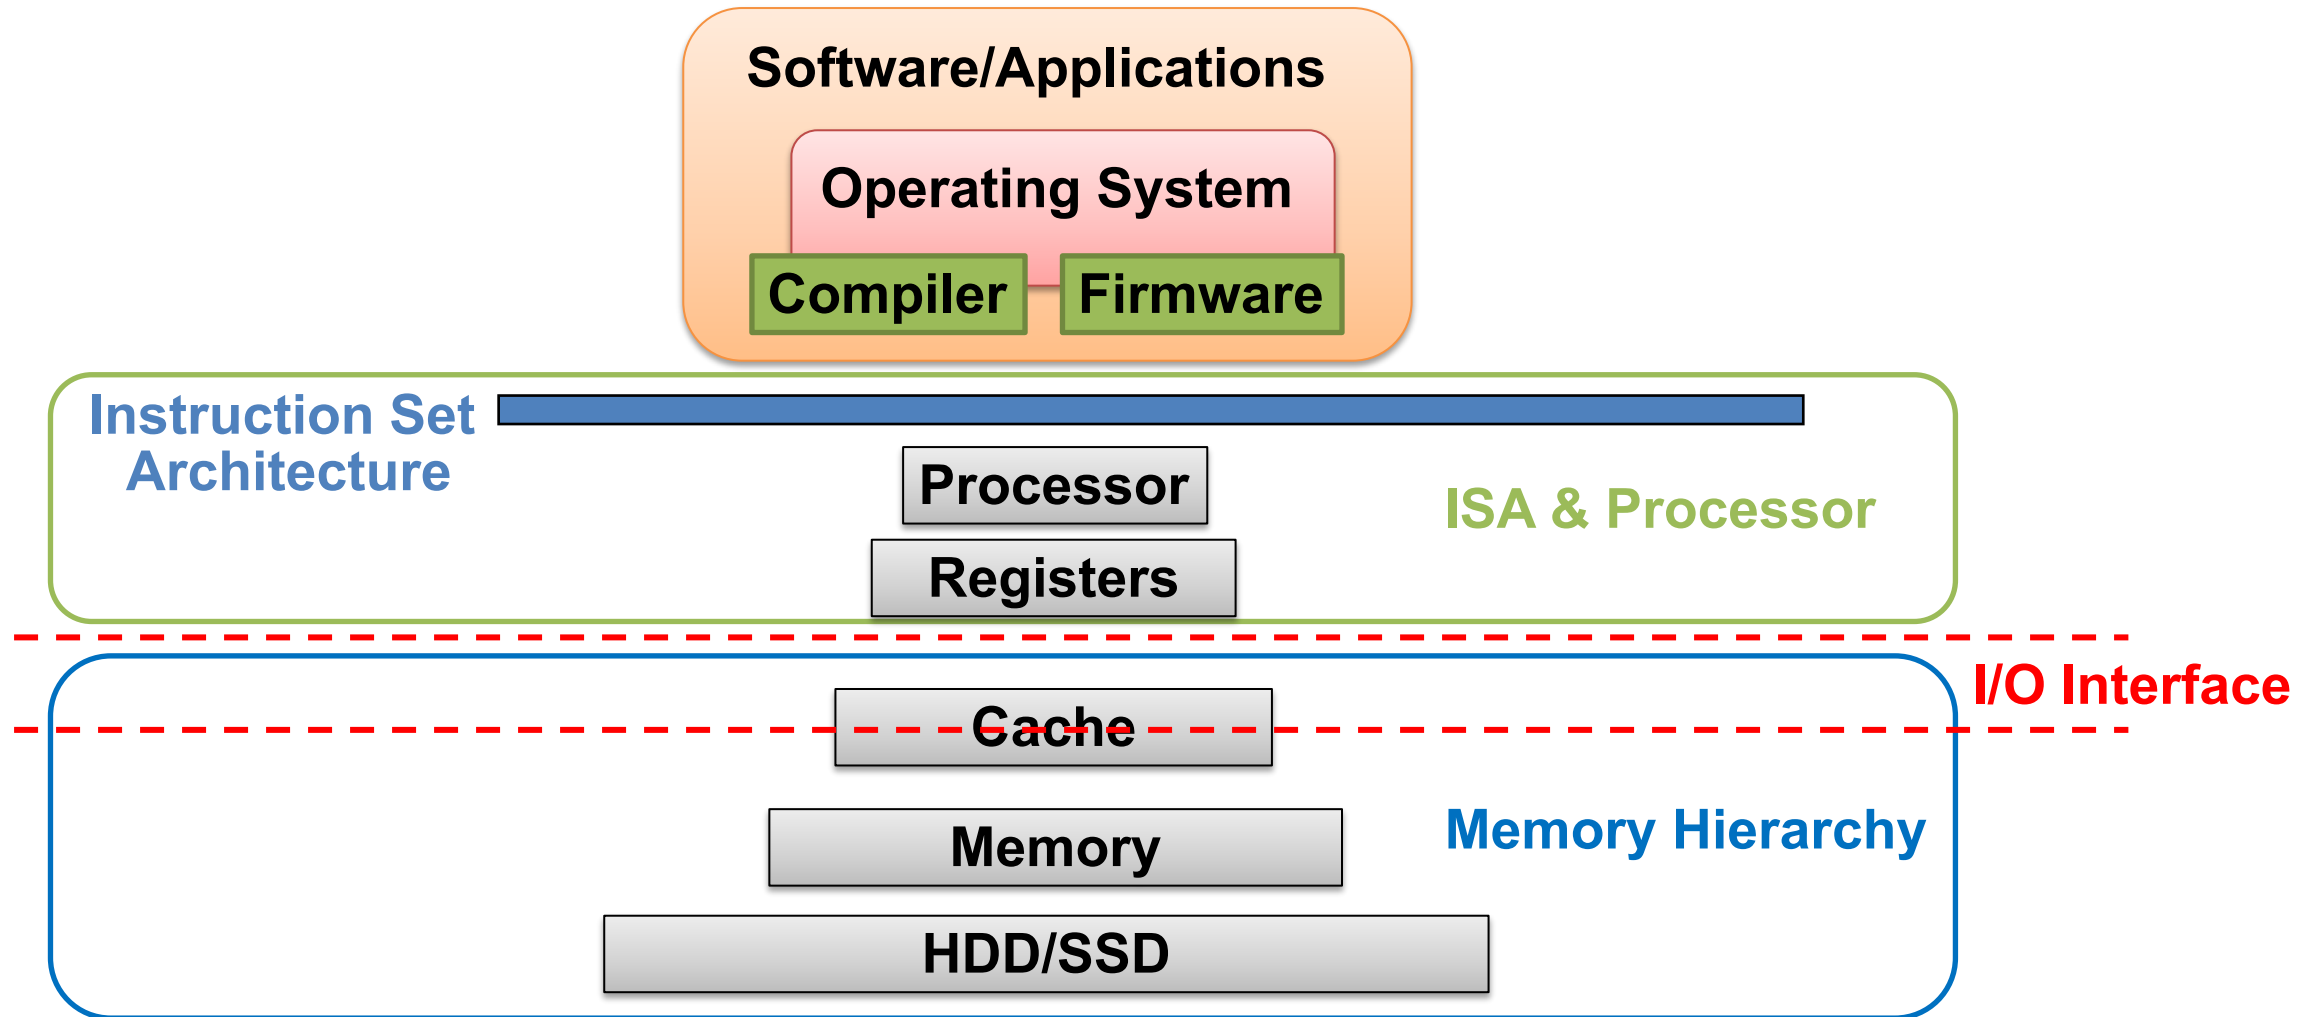 Software/Applications
Operating System
Compiler
Firmware
Instruction Set
Architecture
Processor
ISA & Processor
Registers
I/O Interface
Cache
Memory
Memory Hierarchy
HDD/SSD